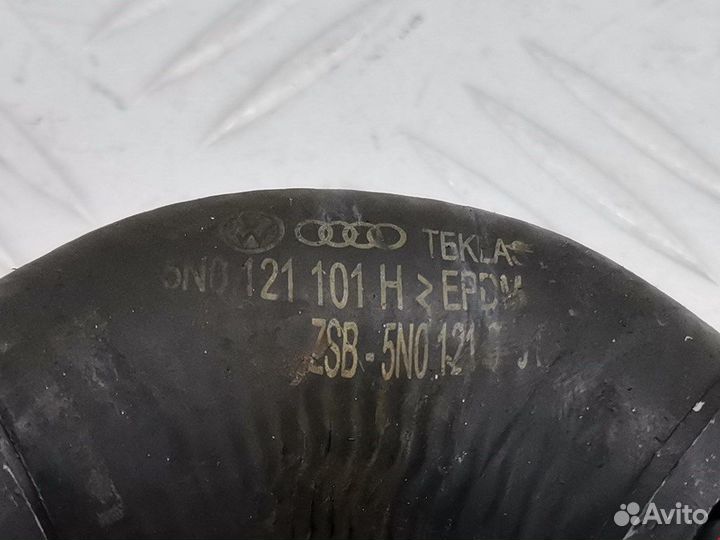 TEKLAS
5N0 121 101 H > EPDM
ZSB - 5N0 121
Avito